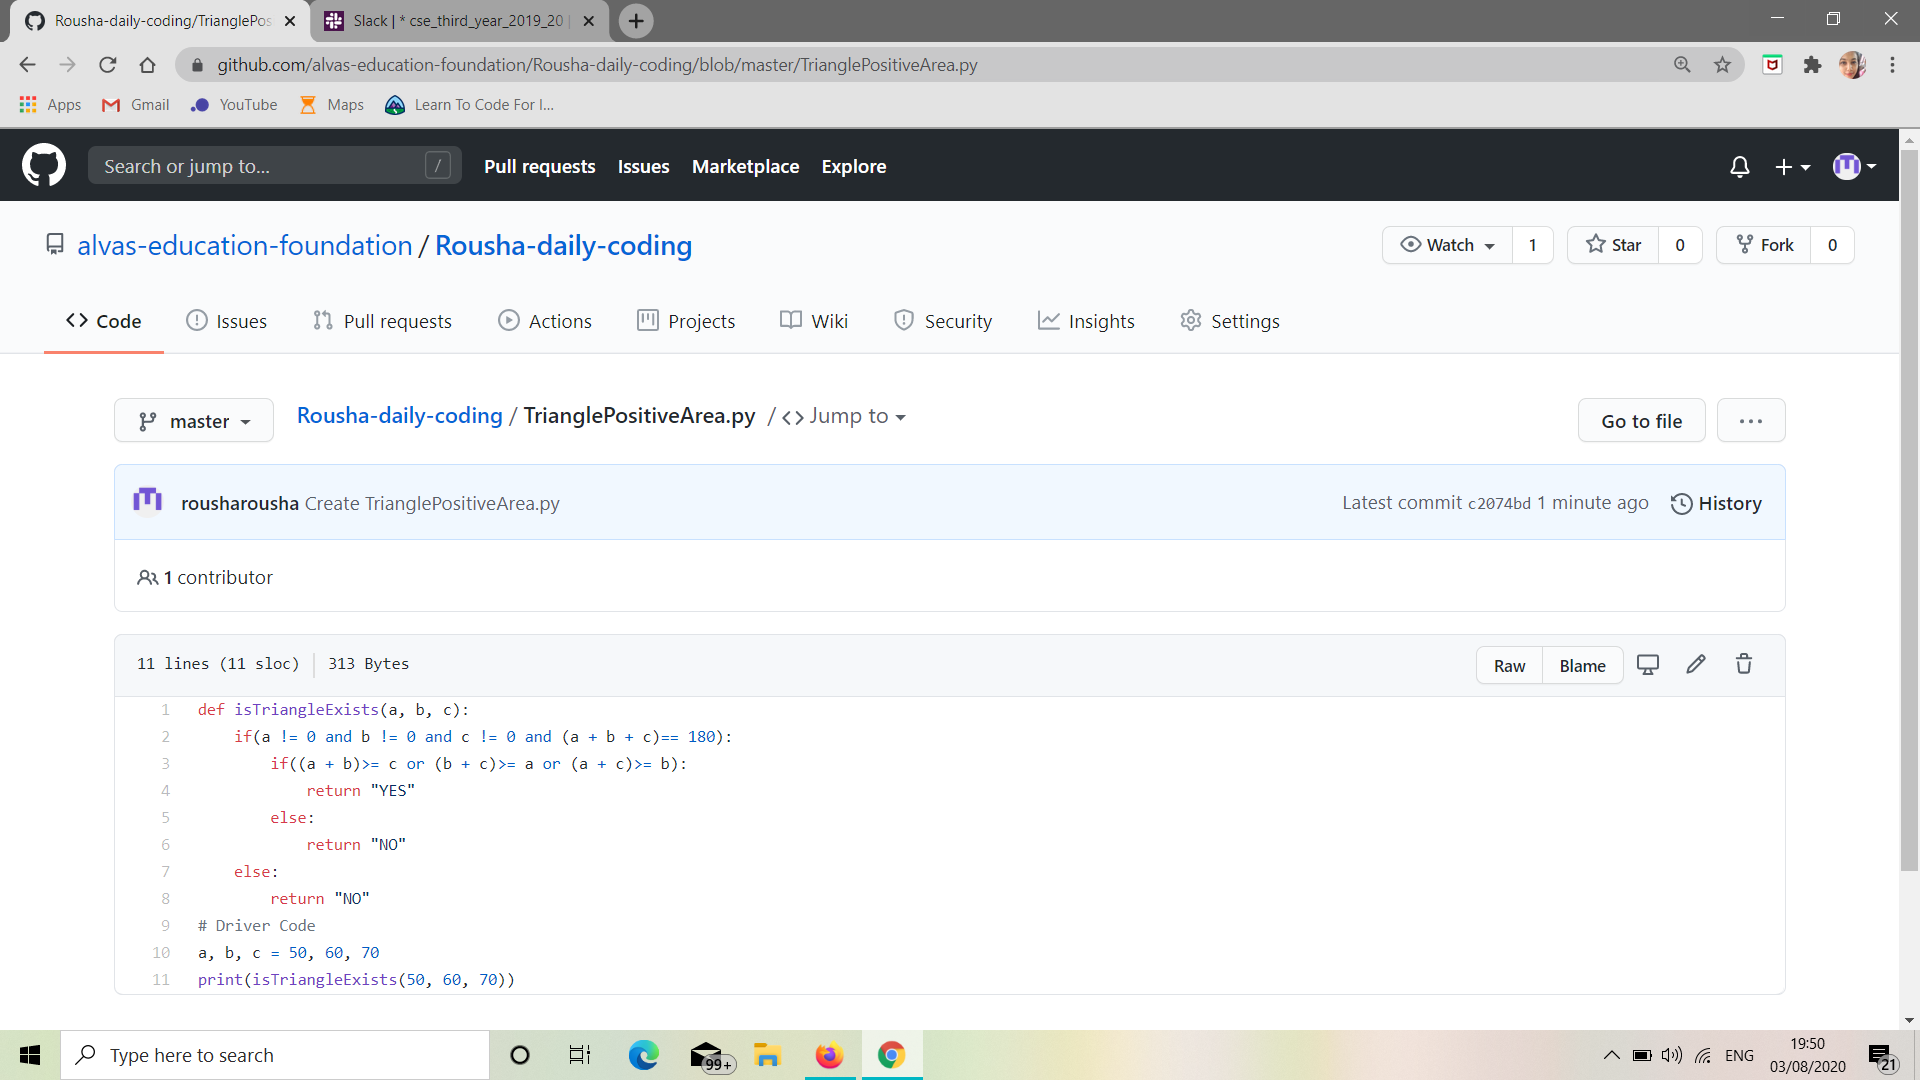 Rousha-daily-coding/TrianglePos
Slack | * cse_third_year_2019_20 |
github.com/alvas-education-foundation/Rousha-daily-coding/blob/master/TrianglePositiveArea.py
Apps Gmail YouTube Maps Learn To Code For I...
Search or jump to... / Pull requests Issues Marketplace Explore
alvas-education-foundation / Rousha-daily-coding
Watch 1 Star 0 Fork 0
Code Issues Pull requests Actions Projects Wiki Security Insights Settings
master Rousha-daily-coding / TrianglePositiveArea.py / <> Jump to Go to file ...
rousharousha Create TrianglePositiveArea.py Latest commit c2074bd 1 minute ago History
1 contributor
11 lines (11 sloc) | 313 Bytes Raw Blame
1 def isTriangleExists(a, b, c):
2     if(a != 0 and b != 0 and c != 0 and (a + b + c)== 180):
3         if((a + b)>= c or (b + c)>= a or (a + c)>= b):
4             return "YES"
5         else:
6             return "NO"
7     else:
8         return "NO"
9 # Driver Code
10 a, b, c = 50, 60, 70
11 print(isTriangleExists(50, 60, 70))
Type here to search 99+ ENG 19:50
03/08/2020 21